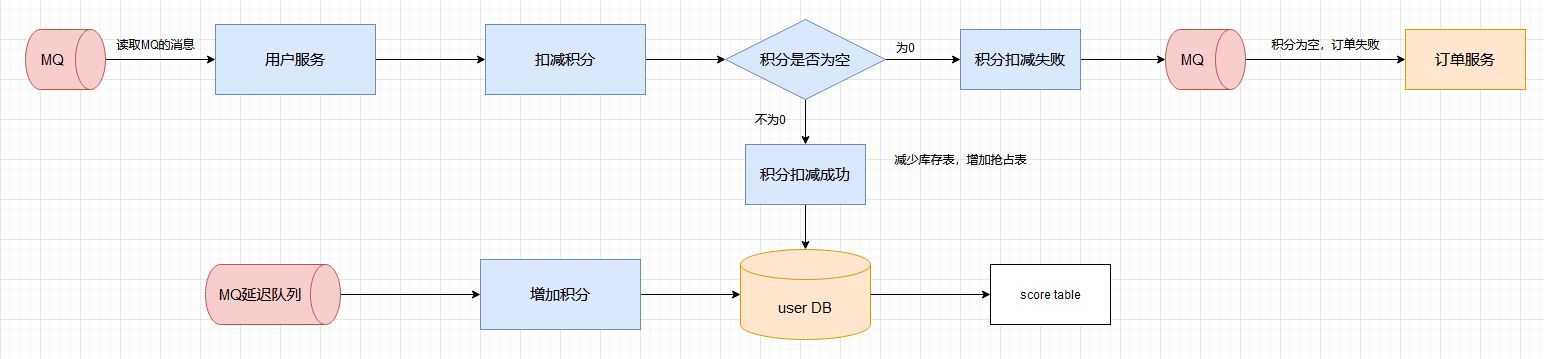 MQ
读取MQ的消息
用户服务
扣减积分
积分是否为空
为0
积分扣减失败
MQ
积分为空，订单失败
订单服务
不为0
积分扣减成功
减少库存表，增加抢占表
MQ延迟队列
增加积分
user DB
score table